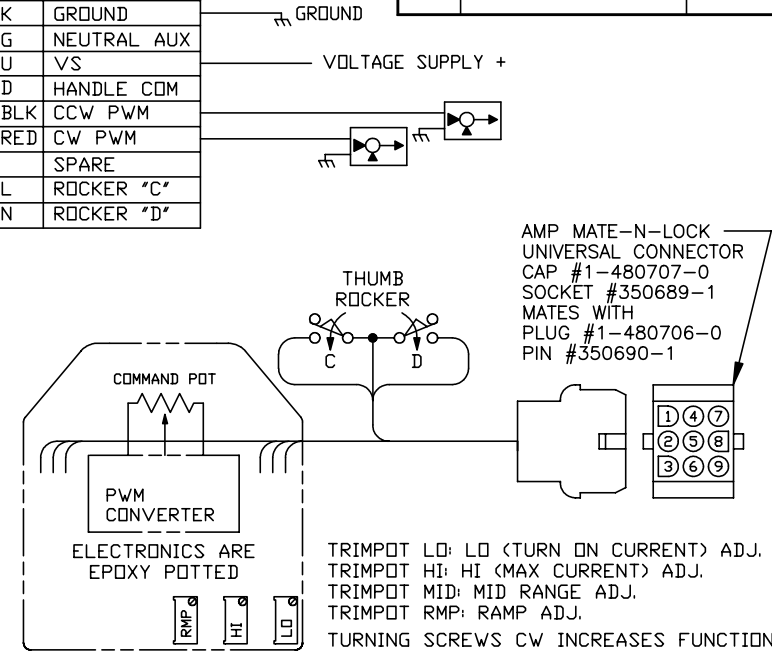 K GROUND GROUND
G NEUTRAL AUX
U VS VOLTAGE SUPPLY +
D HANDLE COM
BLK CCW PWM
RED CW PWM
SPARE
L ROCKER "C"
N ROCKER "D"
AMP MATE-N-LOCK
UNIVERSAL CONNECTOR
CAP #1-480707-0
SOCKET #350689-1
MATES WITH
PLUG #1-480706-0
PIN #350690-1
THUMB
ROCKER
C D
COMMAND POT
1 4 7
2 5 8
3 6 9
PWM
CONVERTER
ELECTRONICS ARE
EPOXY POTTED
RMP HI LO
TRIMPOT LO: LO (TURN ON CURRENT) ADJ.
TRIMPOT HI: HI (MAX CURRENT) ADJ.
TRIMPOT MID: MID RANGE ADJ.
TRIMPOT RMP: RAMP ADJ.
TURNING SCREWS CW INCREASES FUNCTION